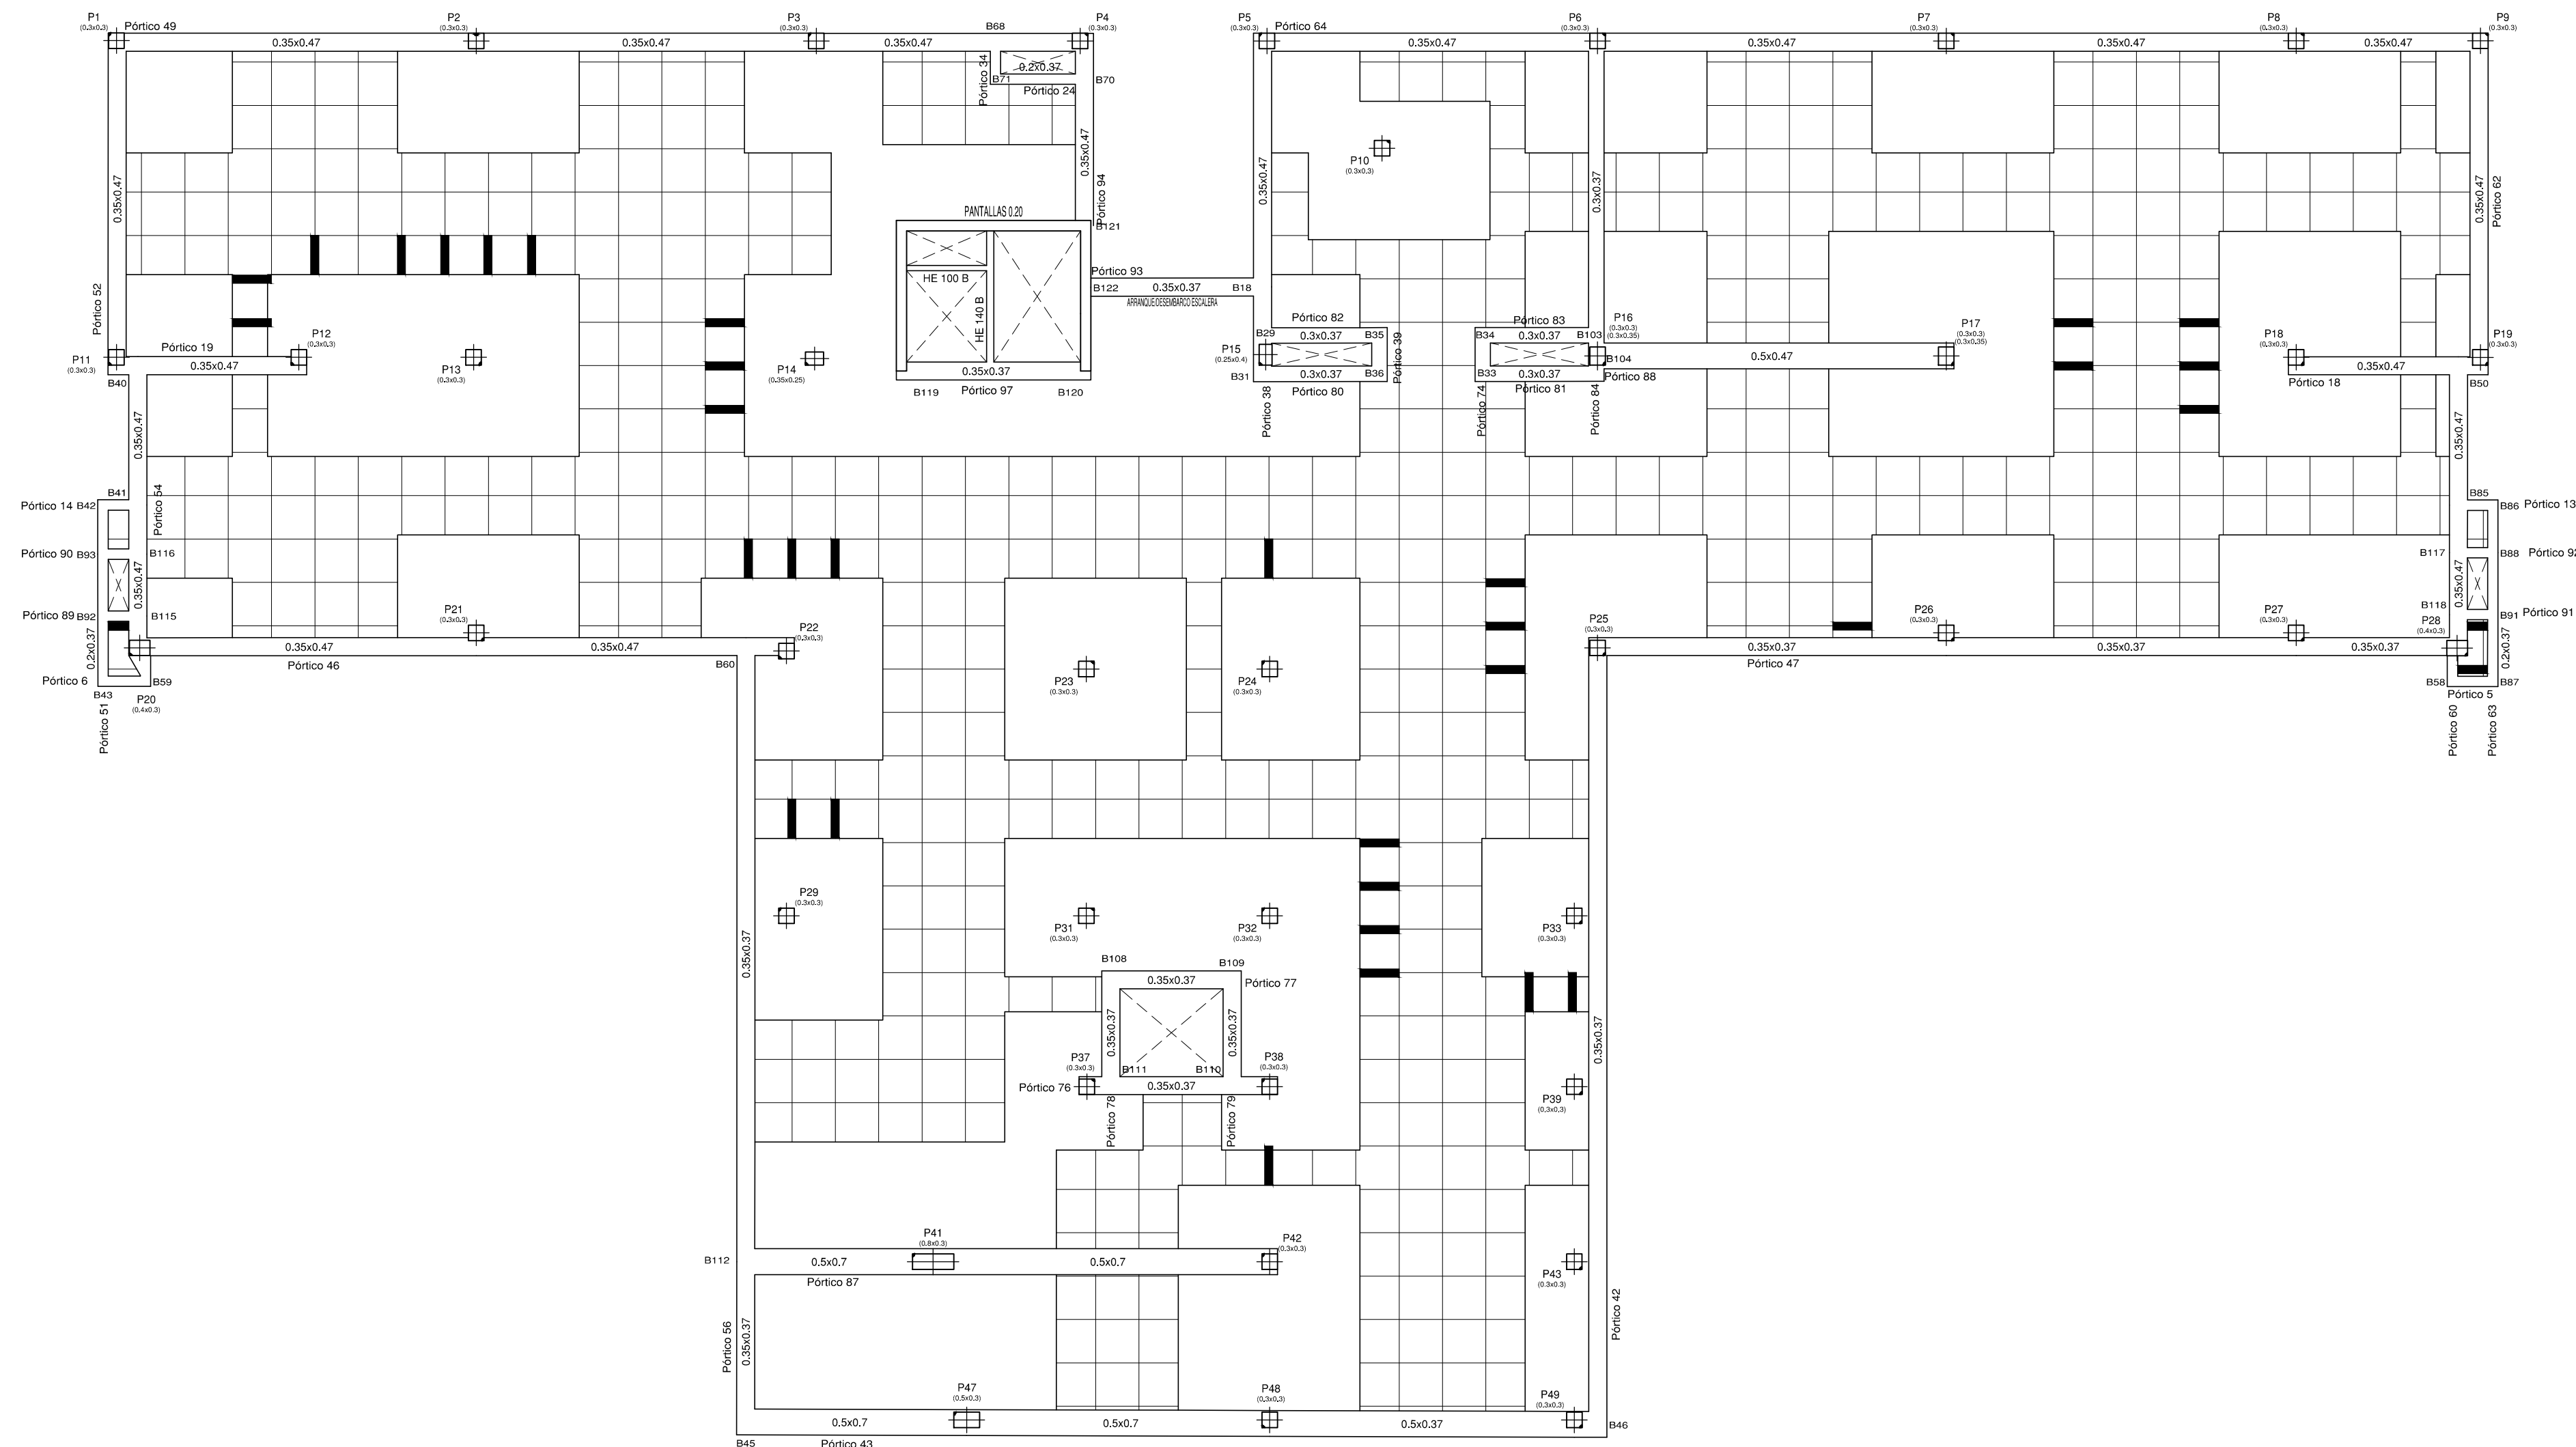 P1
(0.3x0.3)
Pórtico 49
P2
(0.3x0.3)
P3
(0.3x0.3)
B68
P4
(0.3x0.3)
P5
(0.3x0.3)
Pórtico 64
P6
(0.3x0.3)
P7
(0.3x0.3)
P8
(0.3x0.3)
P9
(0.3x0.3)
0.35x0.47
0.35x0.47
0.35x0.47
0.35x0.47
0.35x0.47
0.35x0.47
0.35x0.47
Pórtico 34
0.2x0.37
B71
B70
Pórtico 24
0.35x0.47
0.35x0.47
Pórtico 94
P10
(0.3x0.3)
0.35x0.47
0.3x0.37
0.35x0.47
Pórtico 62
PANTALLAS 0.20
B121
Pórtico 52
HE 100 B
HE 140 B
Pórtico 93
B122
0.35x0.37
B18
ARRANQUE/DESEMBARCO ESCALERA
P11
(0.3x0.3)
Pórtico 19
P12
(0.3x0.3)
0.35x0.47
P13
(0.3x0.3)
P14
(0.35x0.25)
0.35x0.37
B119
Pórtico 97
B120
B29
Pórtico 82
0.3x0.37
B35
Pórtico 39
P15
(0.25x0.4)
B31
0.3x0.37
B36
Pórtico 38
Pórtico 80
B34
Pórtico 83
0.3x0.37
B103
P16
(0.3x0.3)
(0.3x0.35)
B104
B33
0.3x0.37
Pórtico 81
Pórtico 74
Pórtico 84
Pórtico 88
0.5x0.47
P17
(0.3x0.3)
(0.3x0.35)
P18
(0.3x0.3)
P19
(0.3x0.3)
0.35x0.47
Pórtico 18
B50
B40
0.35x0.47
0.35x0.47
B41
Pórtico 14
B42
Pórtico 54
Pórtico 90
B93
B116
0.35x0.47
Pórtico 89
B92
B115
0.2x0.37
Pórtico 6
B43
Pórtico 51
P20
(0.4x0.3)
B59
0.35x0.47
Pórtico 46
P21
(0.3x0.3)
0.35x0.47
P22
(0.3x0.3)
B60
P23
(0.3x0.3)
P24
(0.3x0.3)
P25
(0.3x0.3)
0.35x0.37
Pórtico 47
P26
(0.3x0.3)
0.35x0.37
P27
(0.3x0.3)
0.35x0.37
B85
B86
Pórtico 13
B117
B88
Pórtico 92
0.35x0.47
B118
B91
Pórtico 91
P28
(0.4x0.3)
0.2x0.37
B58
B87
Pórtico 5
Pórtico 60
Pórtico 63
P29
(0.3x0.3)
0.35x0.37
P31
(0.3x0.3)
P32
(0.3x0.3)
P33
(0.3x0.3)
B108
B109
0.35x0.37
Pórtico 77
0.35x0.37
0.35x0.37
0.35x0.37
P37
(0.3x0.3)
B111
B110
P38
(0.3x0.3)
Pórtico 76
0.35x0.37
Pórtico 78
Pórtico 79
P39
(0.3x0.3)
P41
(0.8x0.3)
P42
(0.3x0.3)
B112
0.5x0.7
0.5x0.7
Pórtico 87
P43
(0.3x0.3)
Pórtico 42
Pórtico 56
0.35x0.37
P47
(0.5x0.3)
P48
(0.3x0.3)
P49
(0.3x0.3)
0.5x0.7
0.5x0.7
0.5x0.37
B46
B45
Pórtico 43